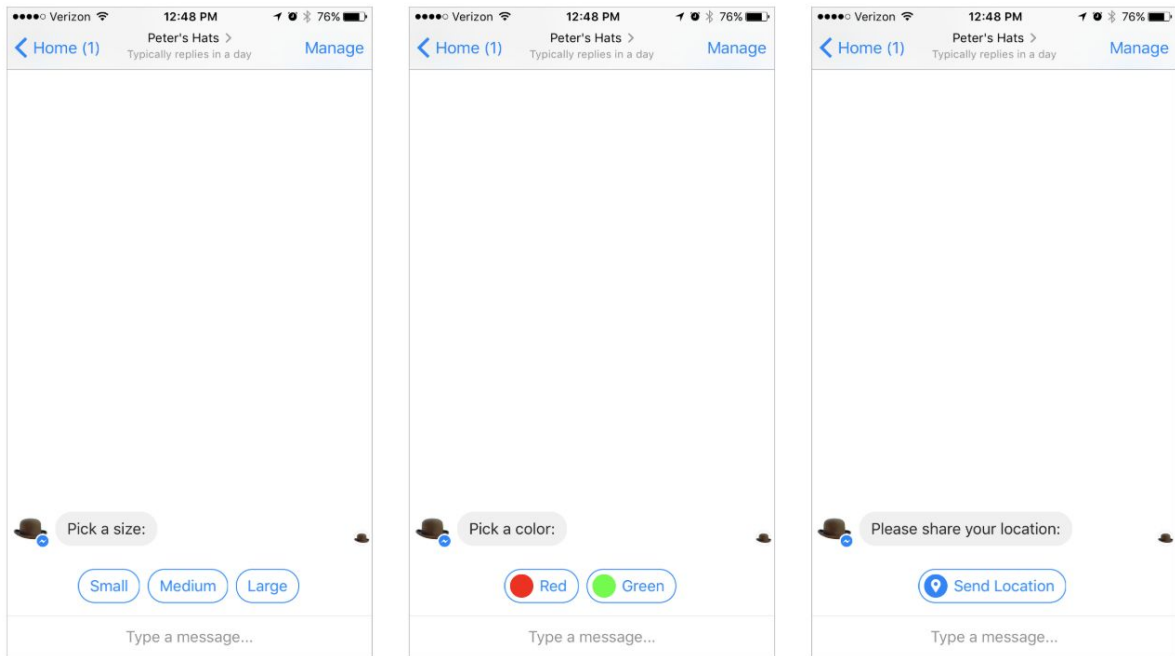 Verizon 12:48 PM 76%
Home (1) Peter's Hats Manage
Typically replies in a day
Pick a size:
Small Medium Large
Type a message...
Verizon 12:48 PM 76%
Home (1) Peter's Hats Manage
Typically replies in a day
Pick a color:
Red Green
Type a message...
Verizon 12:48 PM 76%
Home (1) Peter's Hats Manage
Typically replies in a day
Please share your location:
Send Location
Type a message...